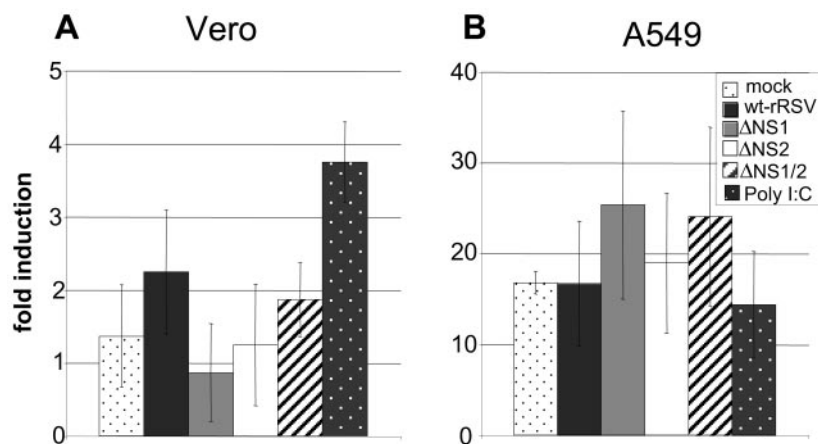 A Vero
5
4
3
2
1
0
fold induction
B A549
40
30
20
10
0
mock
wt-rRSV
ΔNS1
ΔNS2
ΔNS1/2
Poly I:C